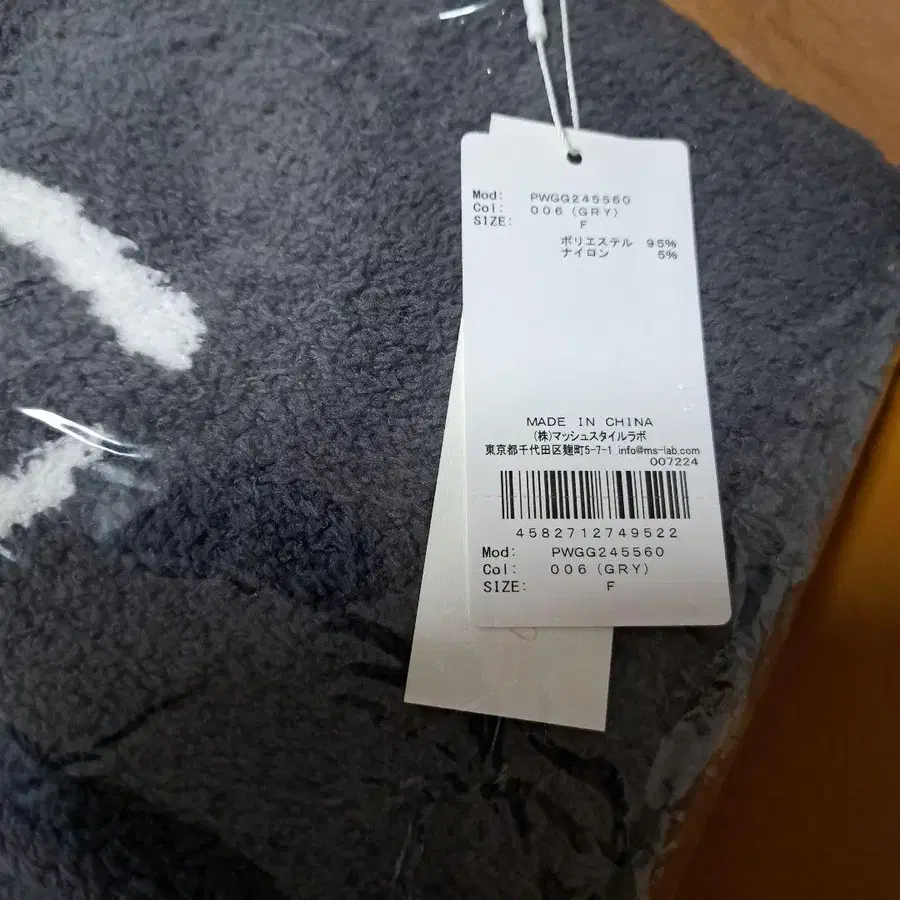 Mod: PWGG245560
Col: 006(GRY)
SIZE: F
ポリエステル 95%
ナイロン 5%
MADE IN CHINA
(株)マッシュスタイルラボ
東京都千代田区麹町5-7-1 info@ms-lab.com
007224
4582712749522
Mod: PWGG245560
Col: 006(GRY)
SIZE: F